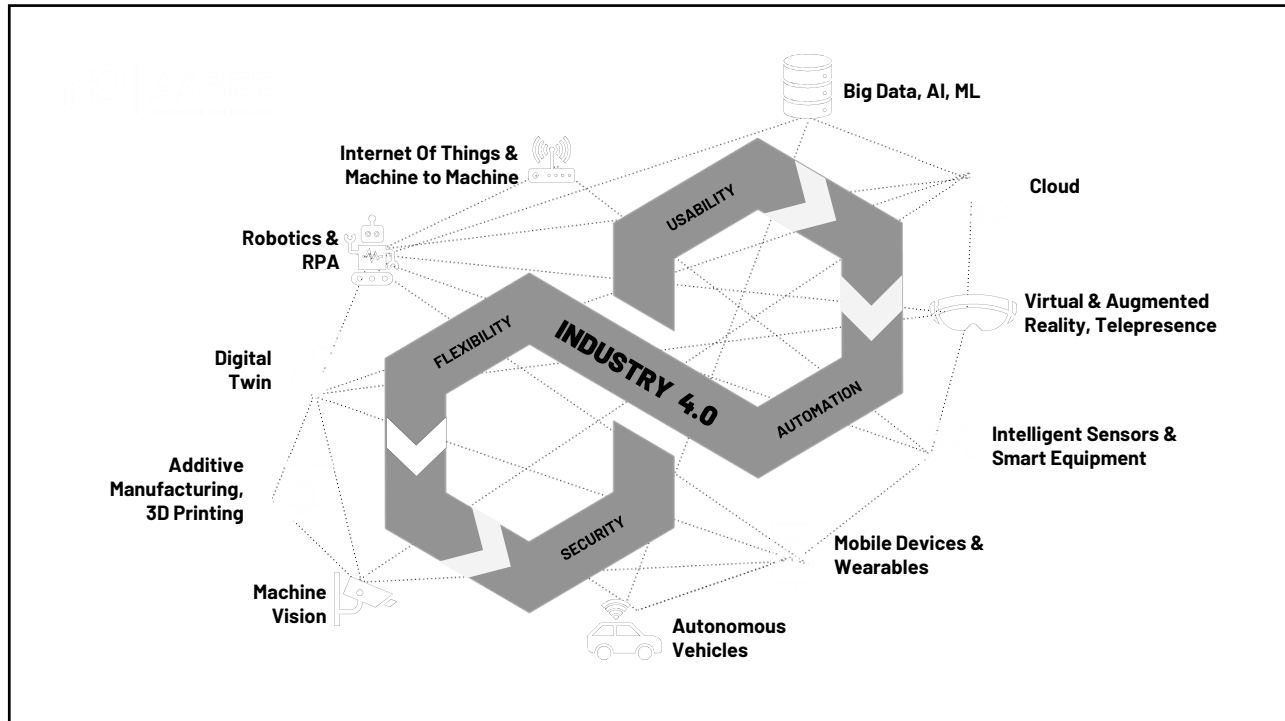 Big Data, AI, ML
Internet Of Things &
Machine to Machine
Cloud
USABILITY
Robotics &
RPA
Virtual & Augmented
Reality, Telepresence
FLEXIBILITY
INDUSTRY 4.0
Digital
Twin
AUTOMATION
Intelligent Sensors &
Smart Equipment
Additive
Manufacturing,
3D Printing
SECURITY
Mobile Devices &
Wearables
Machine
Vision
Autonomous
Vehicles